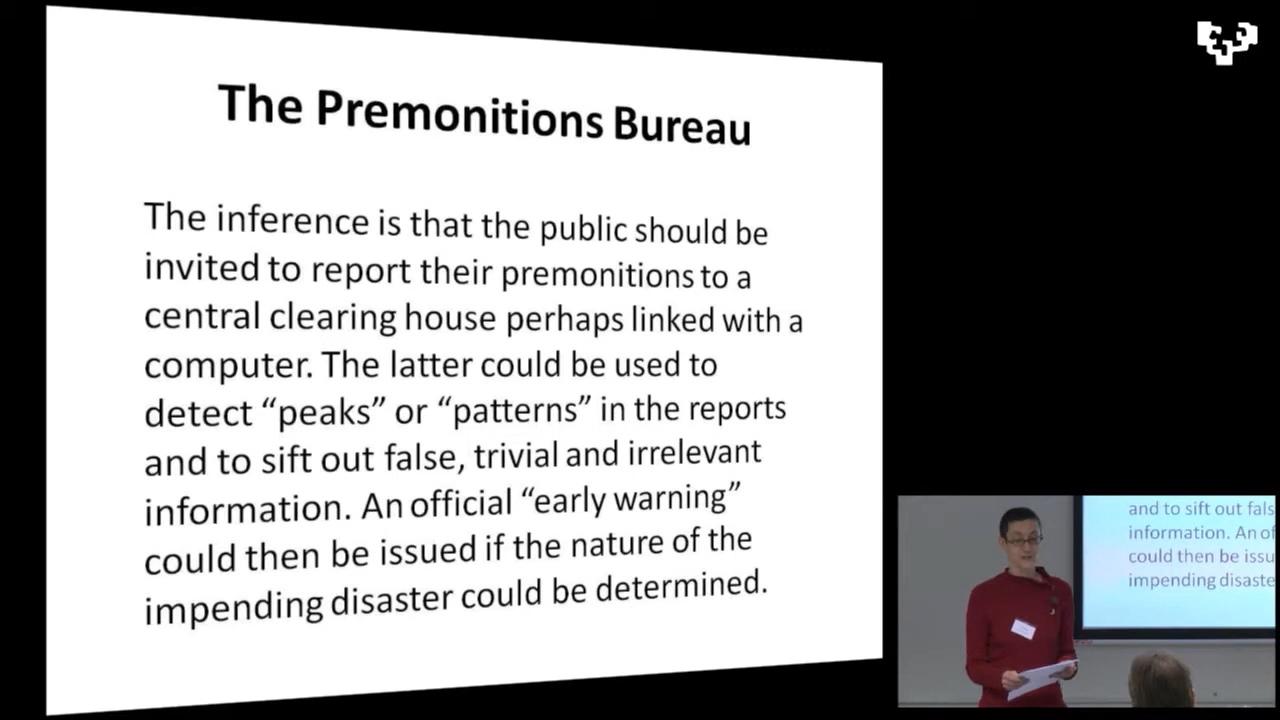 The Premonitions Bureau
The inference is that the public should be
invited to report their premonitions to a
central clearing house perhaps linked with a
computer. The latter could be used to
detect “peaks” or “patterns” in the reports
and to sift out false, trivial and irrelevant
information. An official “early warning”
could then be issued if the nature of the
impending disaster could be determined.
and to sift out fals
information. An of
could then be issu
impending disaste